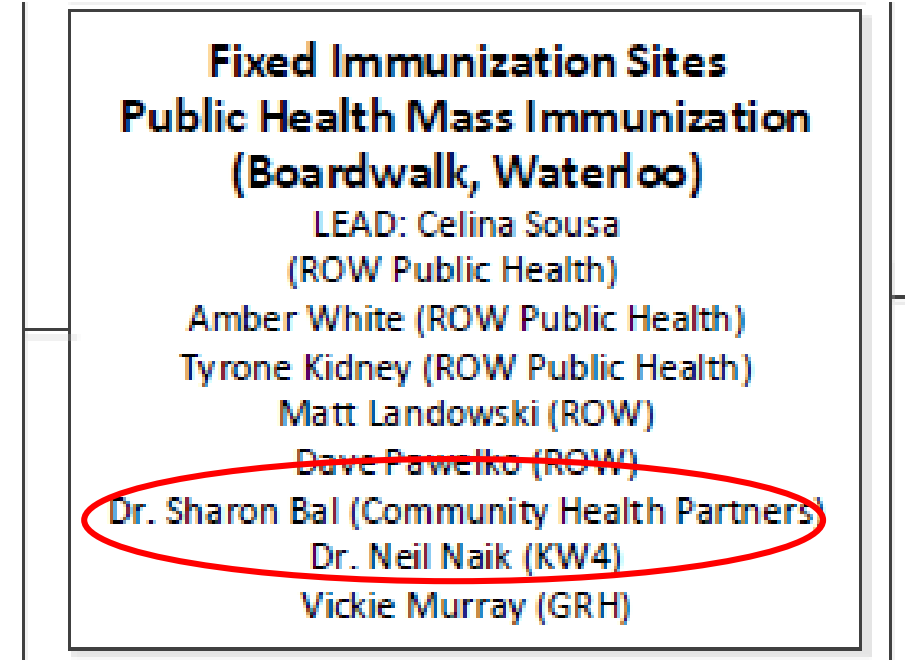 Fixed Immunization Sites
Public Health Mass Immunization
(Boardwalk, Waterloo)
LEAD: Celina Sousa
(ROW Public Health)
Amber White (ROW Public Health)
Tyrone Kidney (ROW Public Health)
Matt Landowski (ROW)
Dave Pawelko (ROW)
Dr. Sharon Bal (Community Health Partners)
Dr. Neil Naik (KW4)
Vickie Murray (GRH)